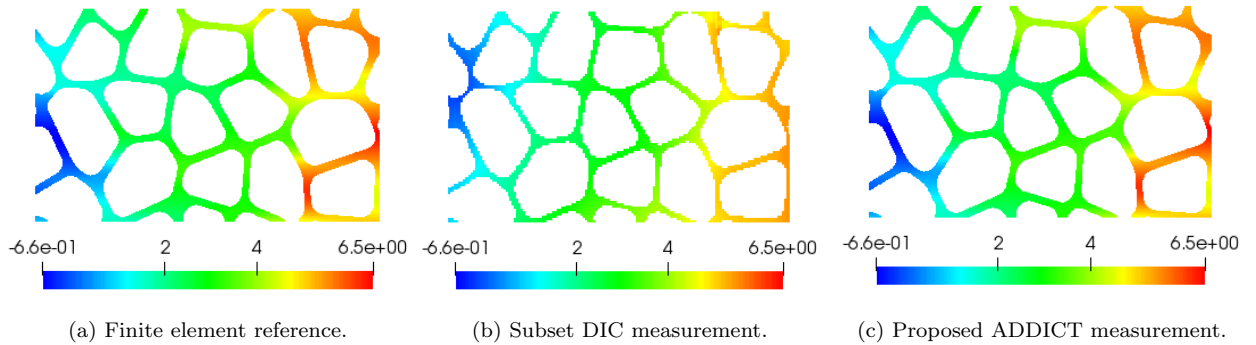 -6.6e-01 2 4 6.5e+00
-6.6e-01 2 4 6.5e+00
-6.6e-01 2 4 6.5e+00
(a) Finite element reference.
(b) Subset DIC measurement.
(c) Proposed ADDICT measurement.